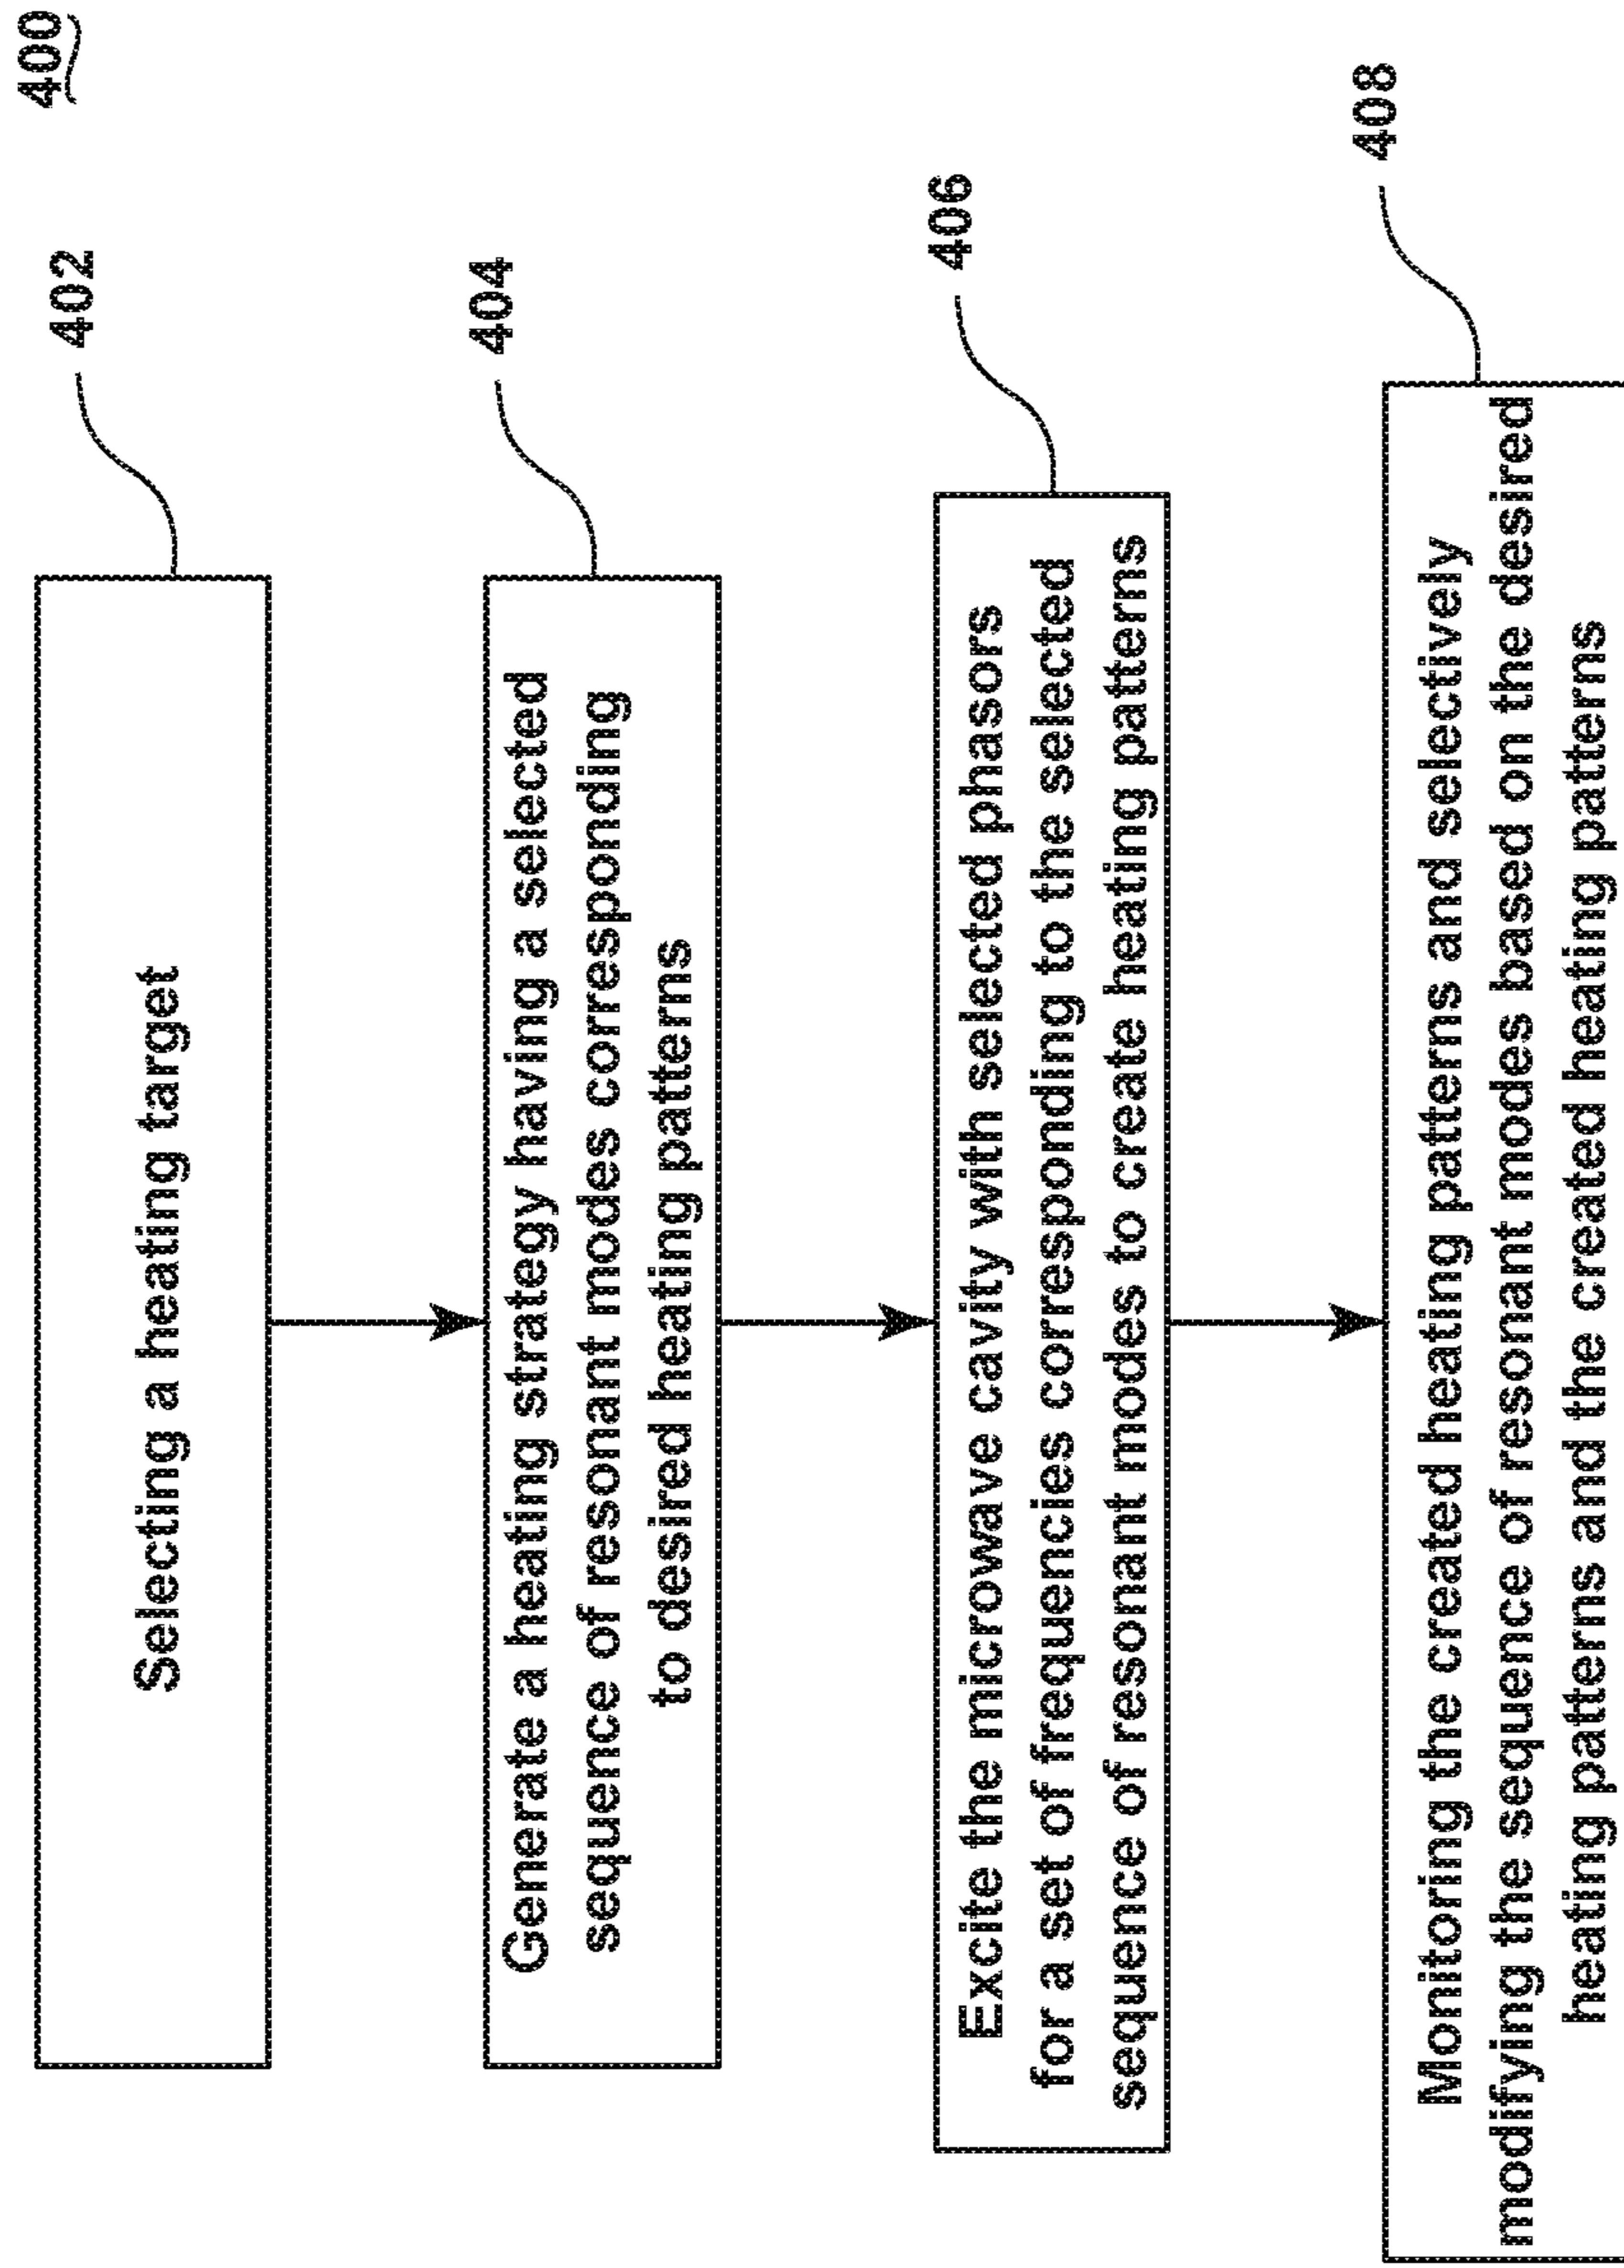 400
402
Selecting a heating target
404
Generate a heating strategy having a selected
sequence of resonant modes corresponding
to desired heating patterns
406
Excite the microwave cavity with selected phasors
for a set of frequencies corresponding to the selected
sequence of resonant modes to create heating patterns
408
Monitoring the created heating patterns and selectively
modifying the sequence of resonant modes based on the desired
heating patterns and the created heating patterns